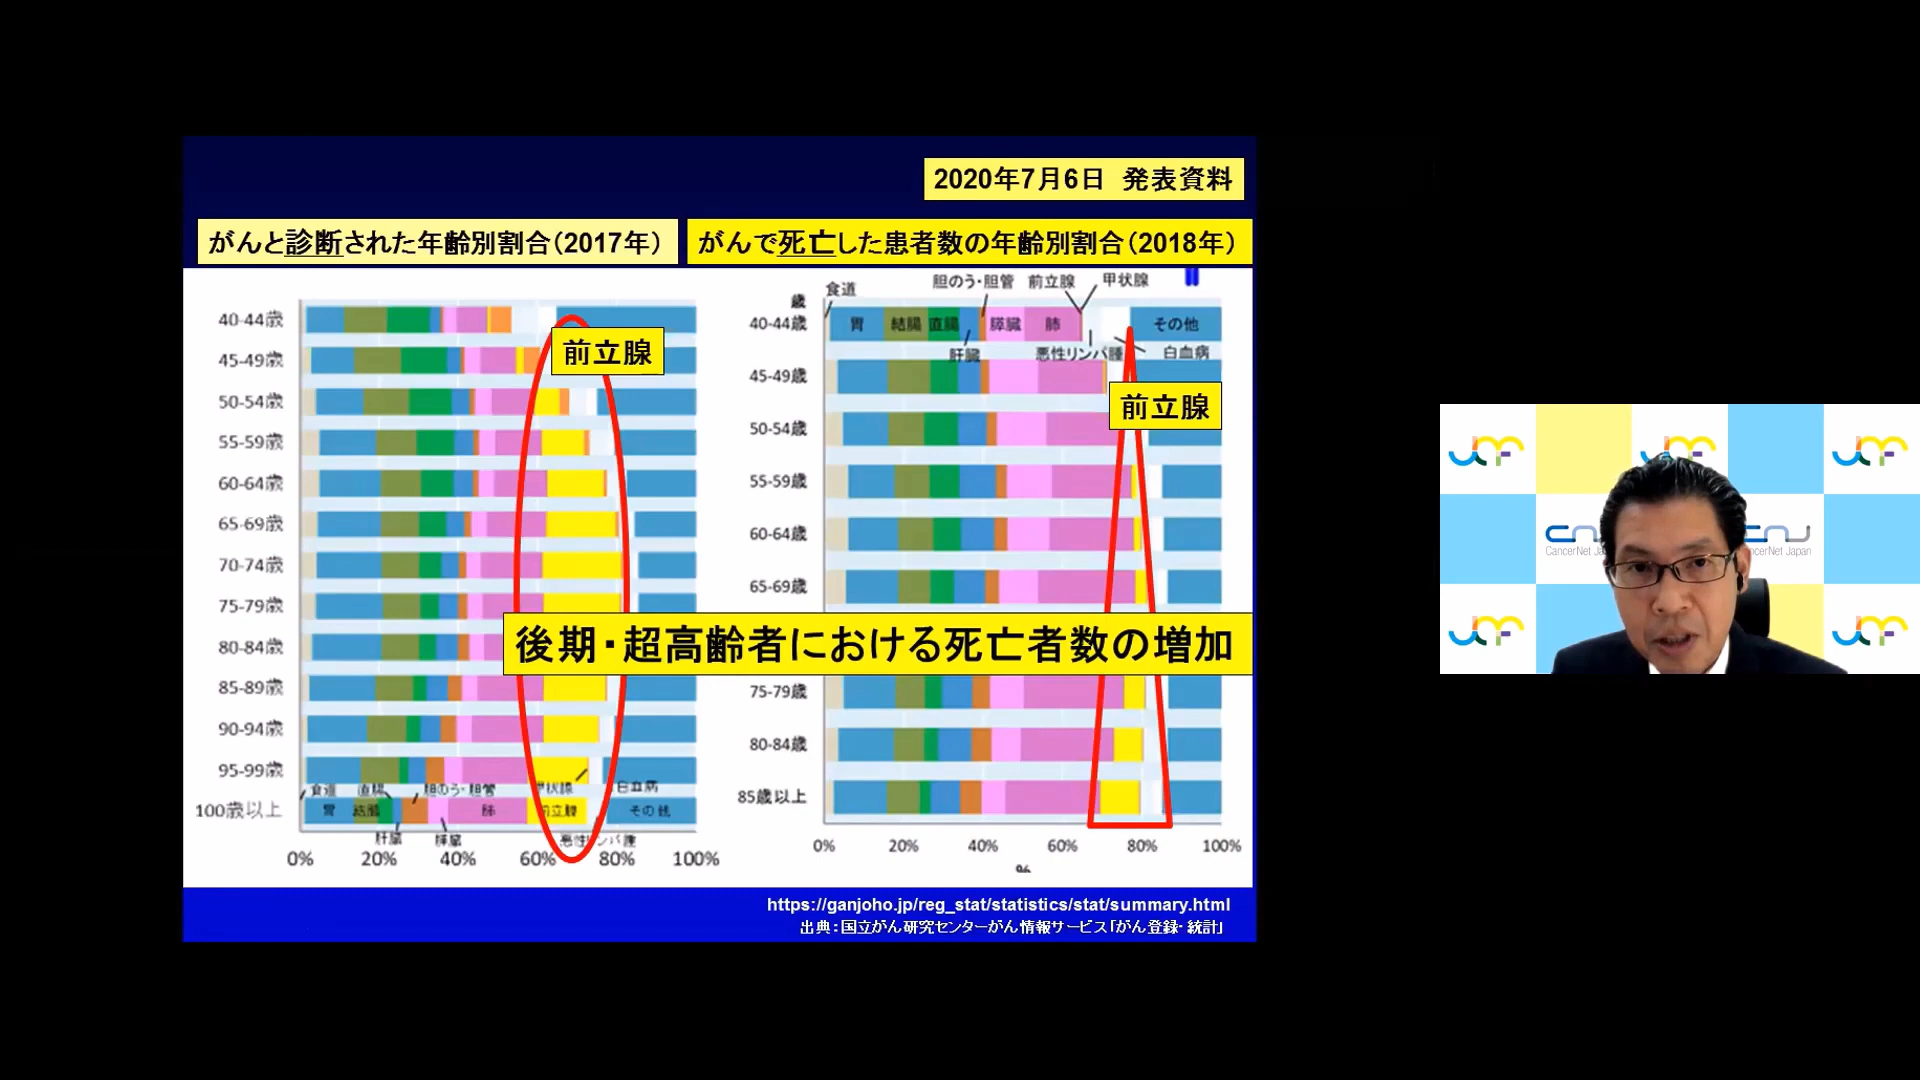 2020年7月6日 発表資料
がんと診断された年齢別割合(2017年)
がんで死亡した患者数の年齢別割合(2018年)
40-44歳
45-49歳
50-54歳
55-59歳
60-64歳
65-69歳
70-74歳
75-79歳
80-84歳
85-89歳
90-94歳
95-99歳
100歳以上
前立腺
食道
直腸
胆のう・胆管
甲状腺
白血病
胃
結腸
肺
前立腺
その他
肝臓
膵臓
悪性リンパ腫
0%
20%
40%
60%
80%
100%
歳
食道
胆のう・胆管
前立腺
甲状腺
40-44歳
胃
結腸
直腸
膵臓
肺
その他
肝臓
悪性リンパ腫
白血病
45-49歳
前立腺
50-54歳
55-59歳
60-64歳
65-69歳
後期・超高齢者における死亡者数の増加
75-79歳
80-84歳
85歳以上
0%
20%
40%
60%
80%
100%
%
https://ganjoho.jp/reg_stat/statistics/stat/summary.html
出典:国立がん研究センターがん情報サービス「がん登録・統計」
CancerNet Japan